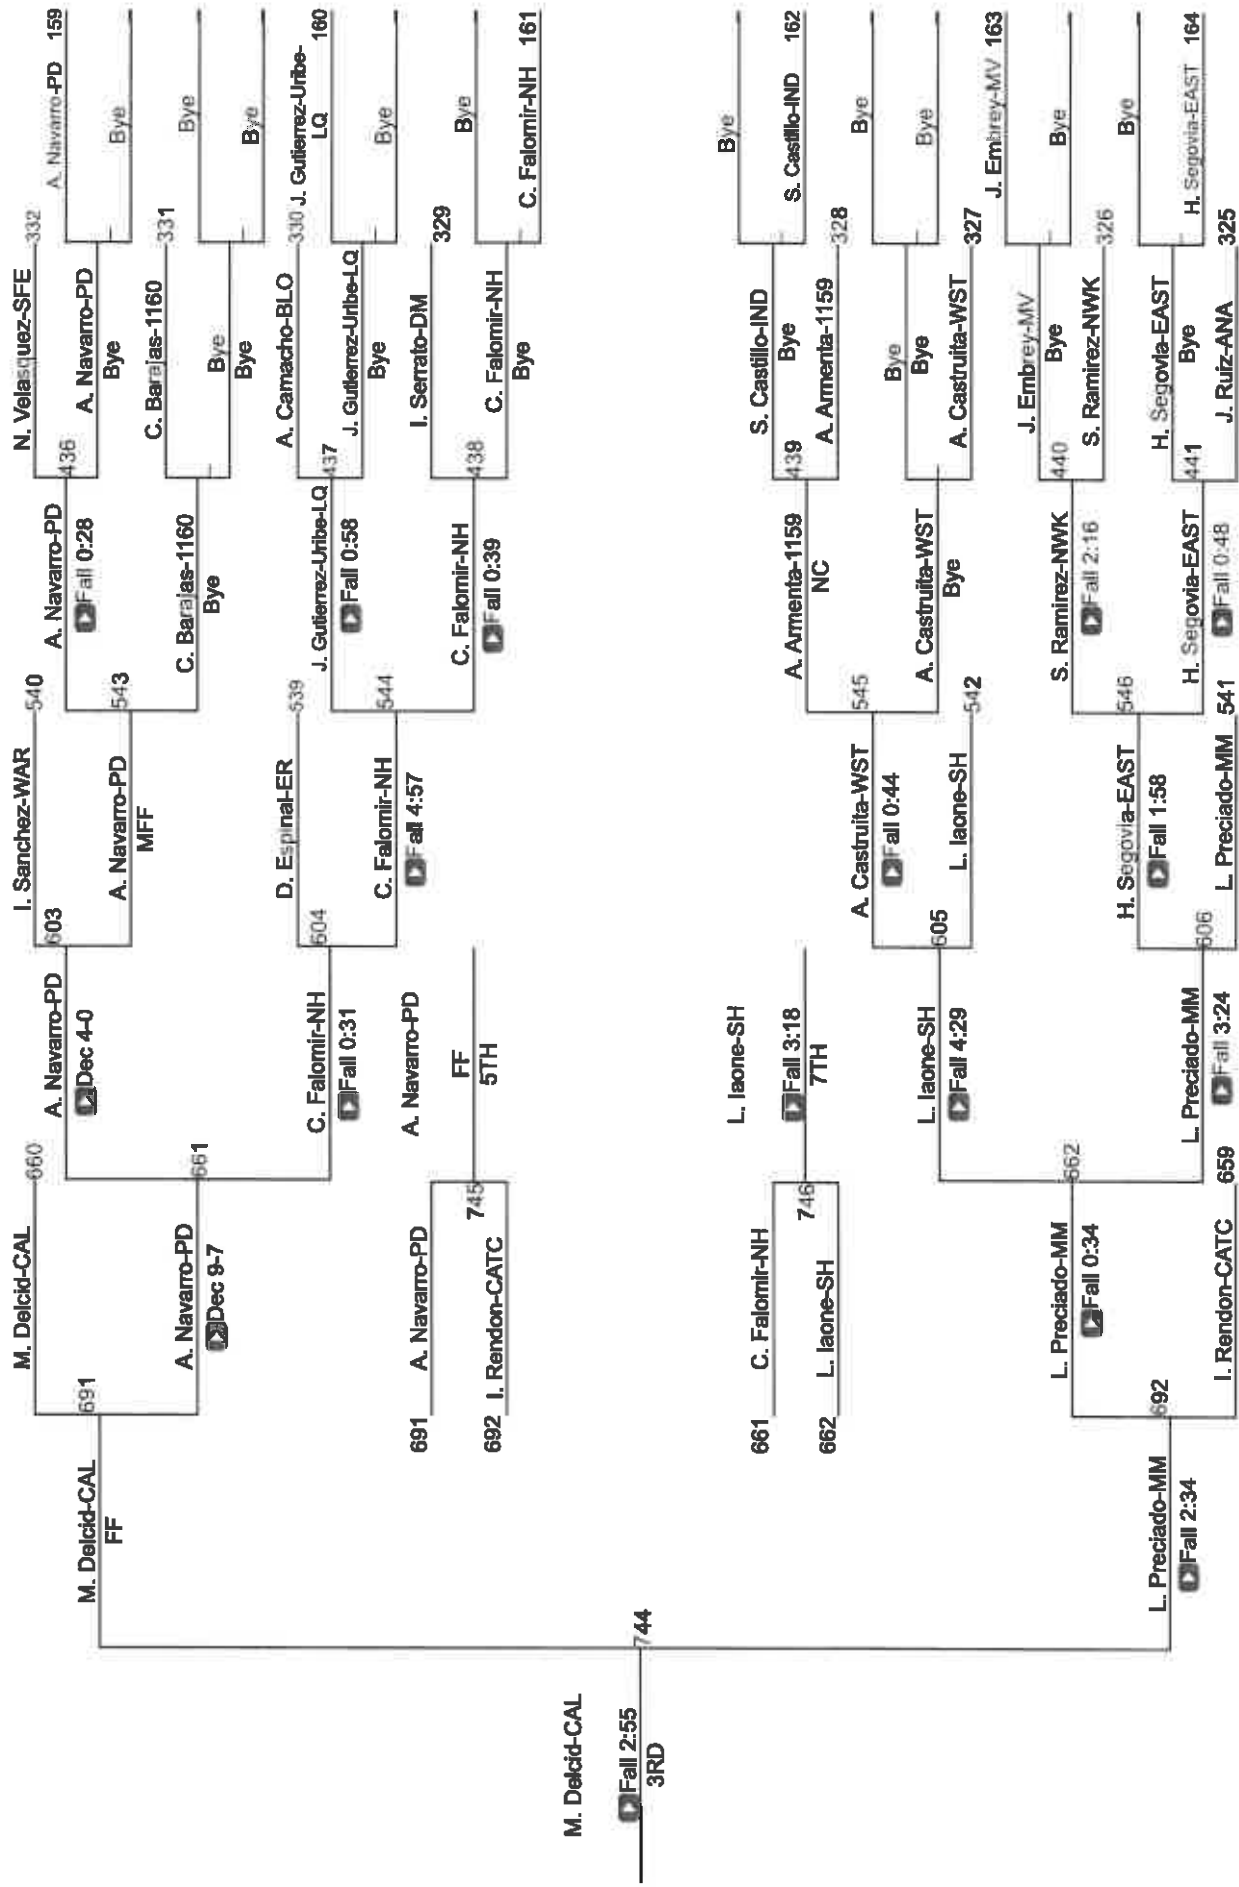 A. Navarro-PD 159
Bye
Bye
Bye
J. Gutierrez-Uribe-
LQ 160
Bye
Bye
C. Falomir-NH 161
Bye
S. Castillo-IND 162
Bye
Bye
J. Embrey-MV 163
Bye
Bye
H. Segovia-EAST 164
N. Velasquez-SFE 332
A. Navarro-PD
Bye
C. Barajas-1160 331
Bye
Bye
A. Camacho-BLO 330
J. Gutierrez-Uribe-LQ
Bye
I. Serrato-DM 329
C. Falomir-NH
Bye
S. Castillo-IND
Bye
A. Armenta-1159 328
Bye
Bye
A. Castruita-WST 327
J. Embrey-MV
Bye
S. Ramirez-NWK 326
H. Segovia-EAST
Bye
J. Ruiz-ANA 325
A. Navarro-PD 436
Fall 0:28
C. Barajas-1160
Bye
J. Gutierrez-Uribe-LQ 437
Fall 0:58
C. Falomir-NH 438
Fall 0:39
A. Armenta-1159 439
NC
A. Castruita-WST
Bye
S. Ramirez-NWK 440
Fall 2:16
H. Segovia-EAST 441
Fall 0:48
I. Sanchez-WAR 540
A. Navarro-PD 543
MFF
D. Espinal-ER 539
C. Falomir-NH 544
Fall 4:57
A. Castruita-WST 545
Fall 0:44
L. Iaone-SH 542
H. Segovia-EAST 546
Fall 1:58
L. Preciado-MM 541
A. Navarro-PD 603
Dec 4-0
C. Falomir-NH 604
Fall 0:31
L. Iaone-SH 605
Fall 4:29
L. Preciado-MM 606
Fall 3:24
M. Delcid-CAL 660
A. Navarro-PD 661
Dec 9-7
L. Preciado-MM 662
Fall 0:34
I. Rendon-CATC 659
M. Delcid-CAL 691
FF
L. Preciado-MM 692
Fall 2:34
M. Delcid-CAL
Fall 2:55 744
3RD
A. Navarro-PD
691 A. Navarro-PD
FF
745
5TH
692 I. Rendon-CATC
L. Iaone-SH
661 C. Falomir-NH
Fall 3:18
746
7TH
662 L. Iaone-SH